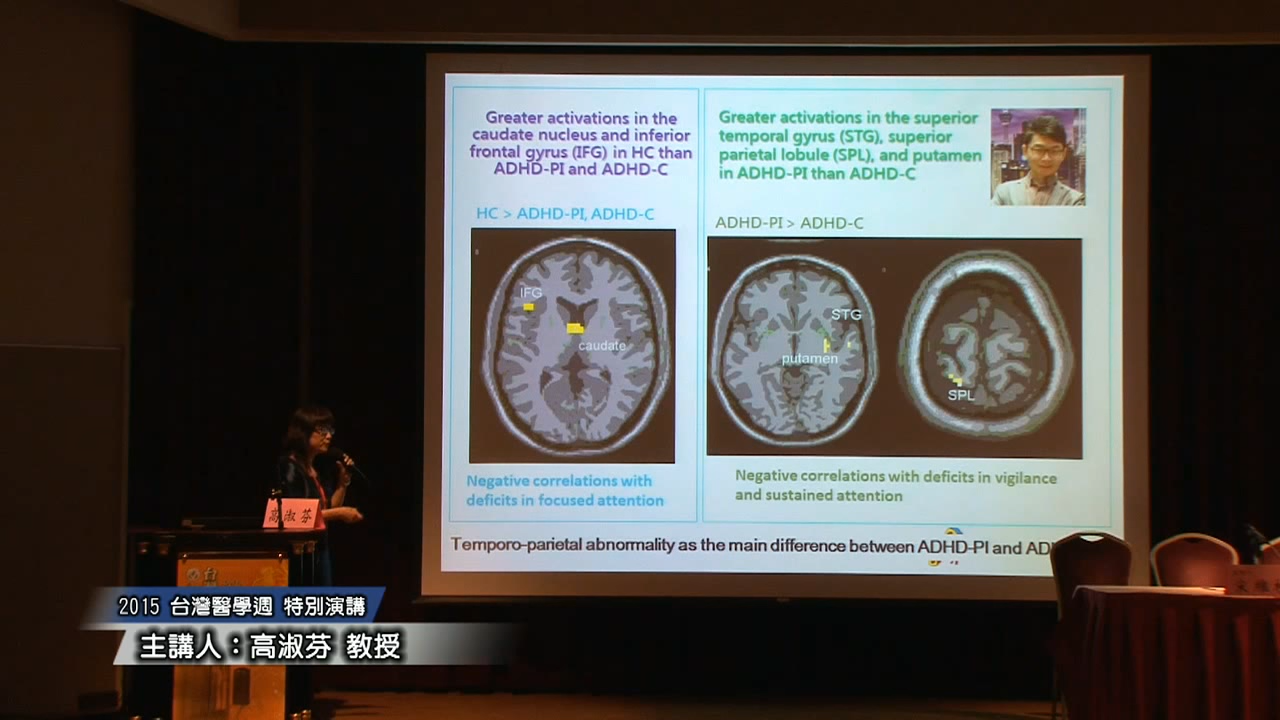 Greater activations in the
caudate nucleus and inferior
frontal gyrus (IFG) in HC than
ADHD-PI and ADHD-C
HC > ADHD-PI, ADHD-C
IFG
caudate
Negative correlations with
deficits in focused attention
Greater activations in the superior
temporal gyrus (STG), superior
parietal lobule (SPL), and putamen
in ADHD-PI than ADHD-C
ADHD-PI > ADHD-C
STG
putamen
SPL
Negative correlations with deficits in vigilance
and sustained attention
Temporo-parietal abnormality as the main difference between ADHD-PI and AD
高淑芬
2015 台灣醫學週 特別演講
主講人：高淑芬 教授